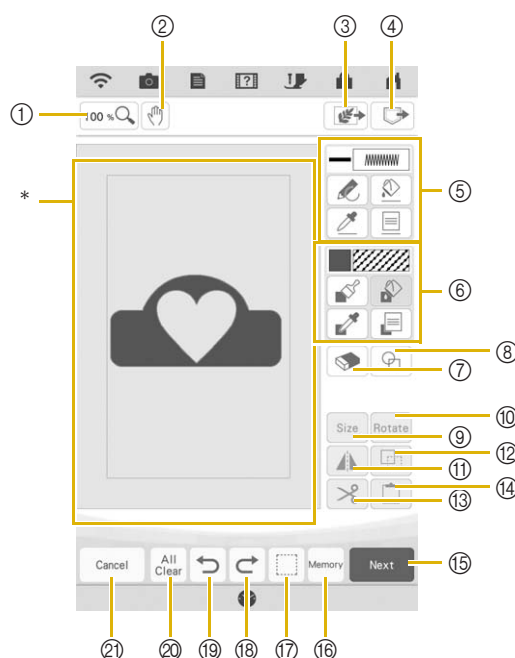 ② ③ ④
?
① 100 %
*
⑤
⑥
⑦ ⑧
Size Rotate
⑨ ⑩
⑪ ⑫
⑬ ⑭
Cancel All Clear Memory Next ⑮
㉑ ⑳ ⑲ ⑱ ⑰ ⑯